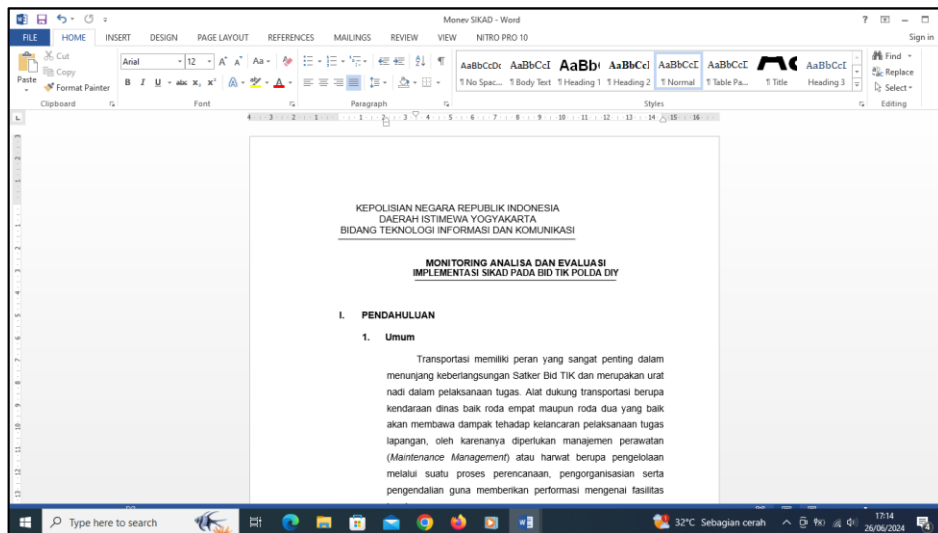 Monev SIKAD - Word
Sign in
FILE HOME INSERT DESIGN PAGE LAYOUT REFERENCES MAILINGS REVIEW VIEW NITRO PRO 10
Paste
Cut
Copy
Format Painter
Clipboard
Arial 12
Font
Paragraph
AaBbCcDc AaBbCcI AaBb( AaBbCcI AaBbCcI AaBbCcI AaBbCcI
¶ No Spac... ¶ Body Text ¶ Heading 1 ¶ Heading 2 ¶ Normal ¶ Table Pa... ¶ Title Heading 3
Styles
Find
Replace
Select
Editing
KEPOLISIAN NEGARA REPUBLIK INDONESIA
DAERAH ISTIMEWA YOGYAKARTA
BIDANG TEKNOLOGI INFORMASI DAN KOMUNIKASI
MONITORING ANALISA DAN EVALUASI
IMPLEMENTASI SIKAD PADA BID TIK POLDA DIY
I. PENDAHULUAN
1. Umum
Transportasi memiliki peran yang sangat penting dalam
menunjang keberlangsungan Satker Bid TIK dan merupakan urat
nadi dalam pelaksanaan tugas. Alat dukung transportasi berupa
kendaraan dinas baik roda empat maupun roda dua yang baik
akan membawa dampak tehadap kelancaran pelaksanaan tugas
lapangan, oleh karenanya diperlukan manajemen perawatan
(Maintenance Management) atau harwat berupa pengelolaan
melalui suatu proses perencanaan, pengorganisasian serta
pengendalian guna memberikan performasi mengenai fasilitas
Type here to search
32°C Sebagian cerah
17:14
26/06/2024